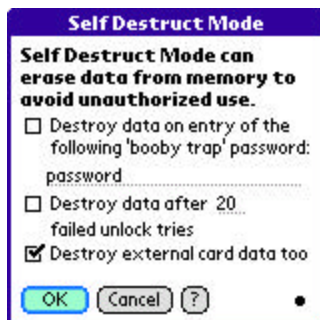 Self Destruct Mode
Self Destruct Mode can
erase data from memory to
avoid unauthorized use.
Destroy data on entry of the
following 'booby trap' password:
password
Destroy data after 20
failed unlock tries
Destroy external card data too
OK Cancel ?